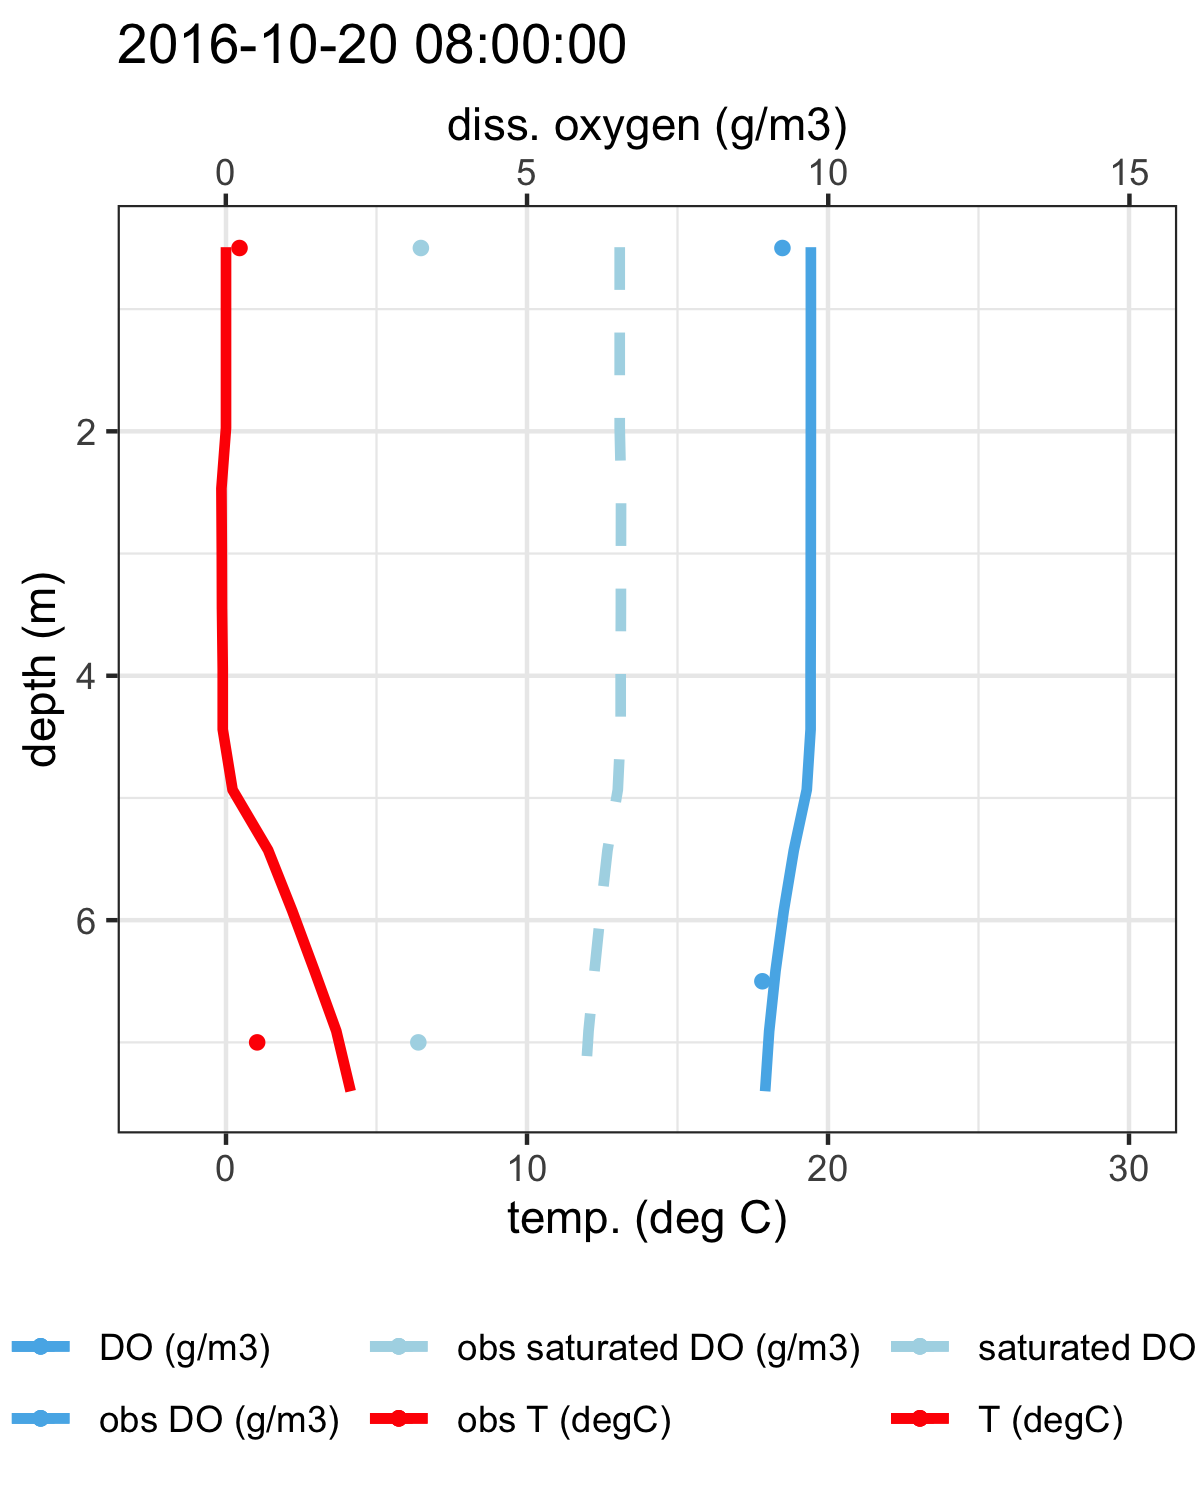 2016-10-20 08:00:00
diss. oxygen (g/m3)
0 5 10 15
depth (m)
2
4
6
0 10 20 30
temp. (deg C)
DO (g/m3) obs saturated DO (g/m3) saturated DO
obs DO (g/m3) obs T (degC) T (degC)